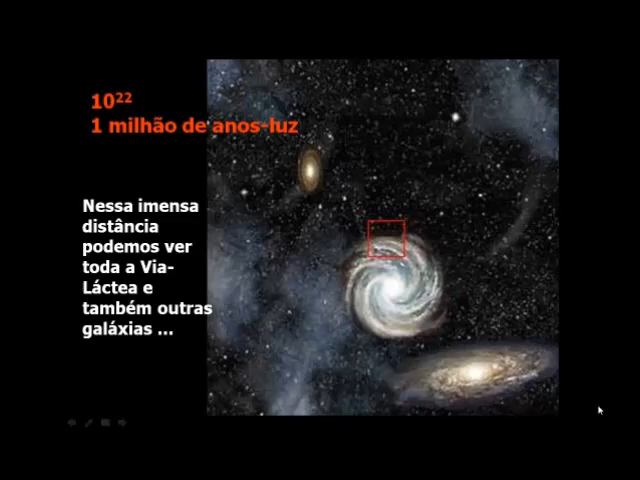 10²²
1 milhão de anos-luz
Nessa imensa
distância
podemos ver
toda a Via-
Láctea e
também outras
galáxias ...